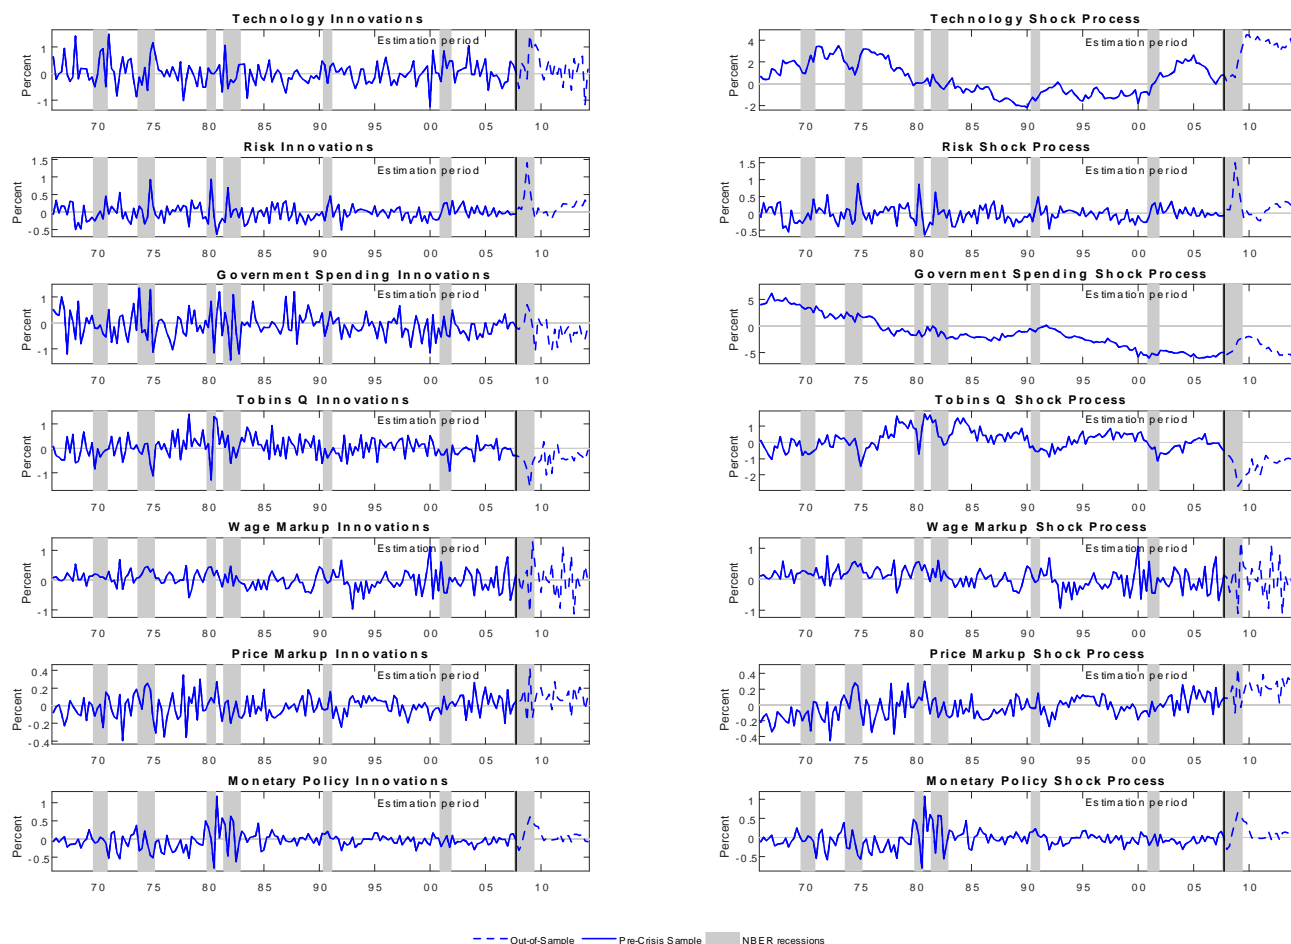 Technology Innovations
Percent
1
0
-1
Estimation period
70 75 80 85 90 95 00 05 10
Technology Shock Process
Percent
4
2
0
-2
Estimation period
70 75 80 85 90 95 00 05 10
Risk Innovations
Percent
1.5
0.5
0
-0.5
Estimation period
70 75 80 85 90 95 00 05 10
Risk Shock Process
Percent
1.5
1
0.5
0
-0.5
Estimation period
70 75 80 85 90 95 00 05 10
Government Spending Innovations
Percent
1
0
-1
Estimation period
70 75 80 85 90 95 00 05 10
Government Spending Shock Process
Percent
5
0
-5
Estimation period
70 75 80 85 90 95 00 05 10
Tobins Q Innovations
Percent
1
0
-1
Estimation period
70 75 80 85 90 95 00 05 10
Tobins Q Shock Process
Percent
1
0
-1
-2
Estimation period
70 75 80 85 90 95 00 05 10
Wage Markup Innovations
Percent
1
0
-1
Estimation period
70 75 80 85 90 95 00 05 10
Wage Markup Shock Process
Percent
1
0
-1
Estimation period
70 75 80 85 90 95 00 05 10
Price Markup Innovations
Percent
0.4
0.2
0
-0.2
-0.4
Estimation period
70 75 80 85 90 95 00 05 10
Price Markup Shock Process
Percent
0.4
0.2
0
-0.2
-0.4
Estimation period
70 75 80 85 90 95 00 05 10
Monetary Policy Innovations
Percent
1
0.5
0
-0.5
Estimation period
70 75 80 85 90 95 00 05 10
Monetary Policy Shock Process
Percent
1
0.5
0
-0.5
Estimation period
70 75 80 85 90 95 00 05 10
Out-of-Sample Pre-Crisis Sample NBER recessions